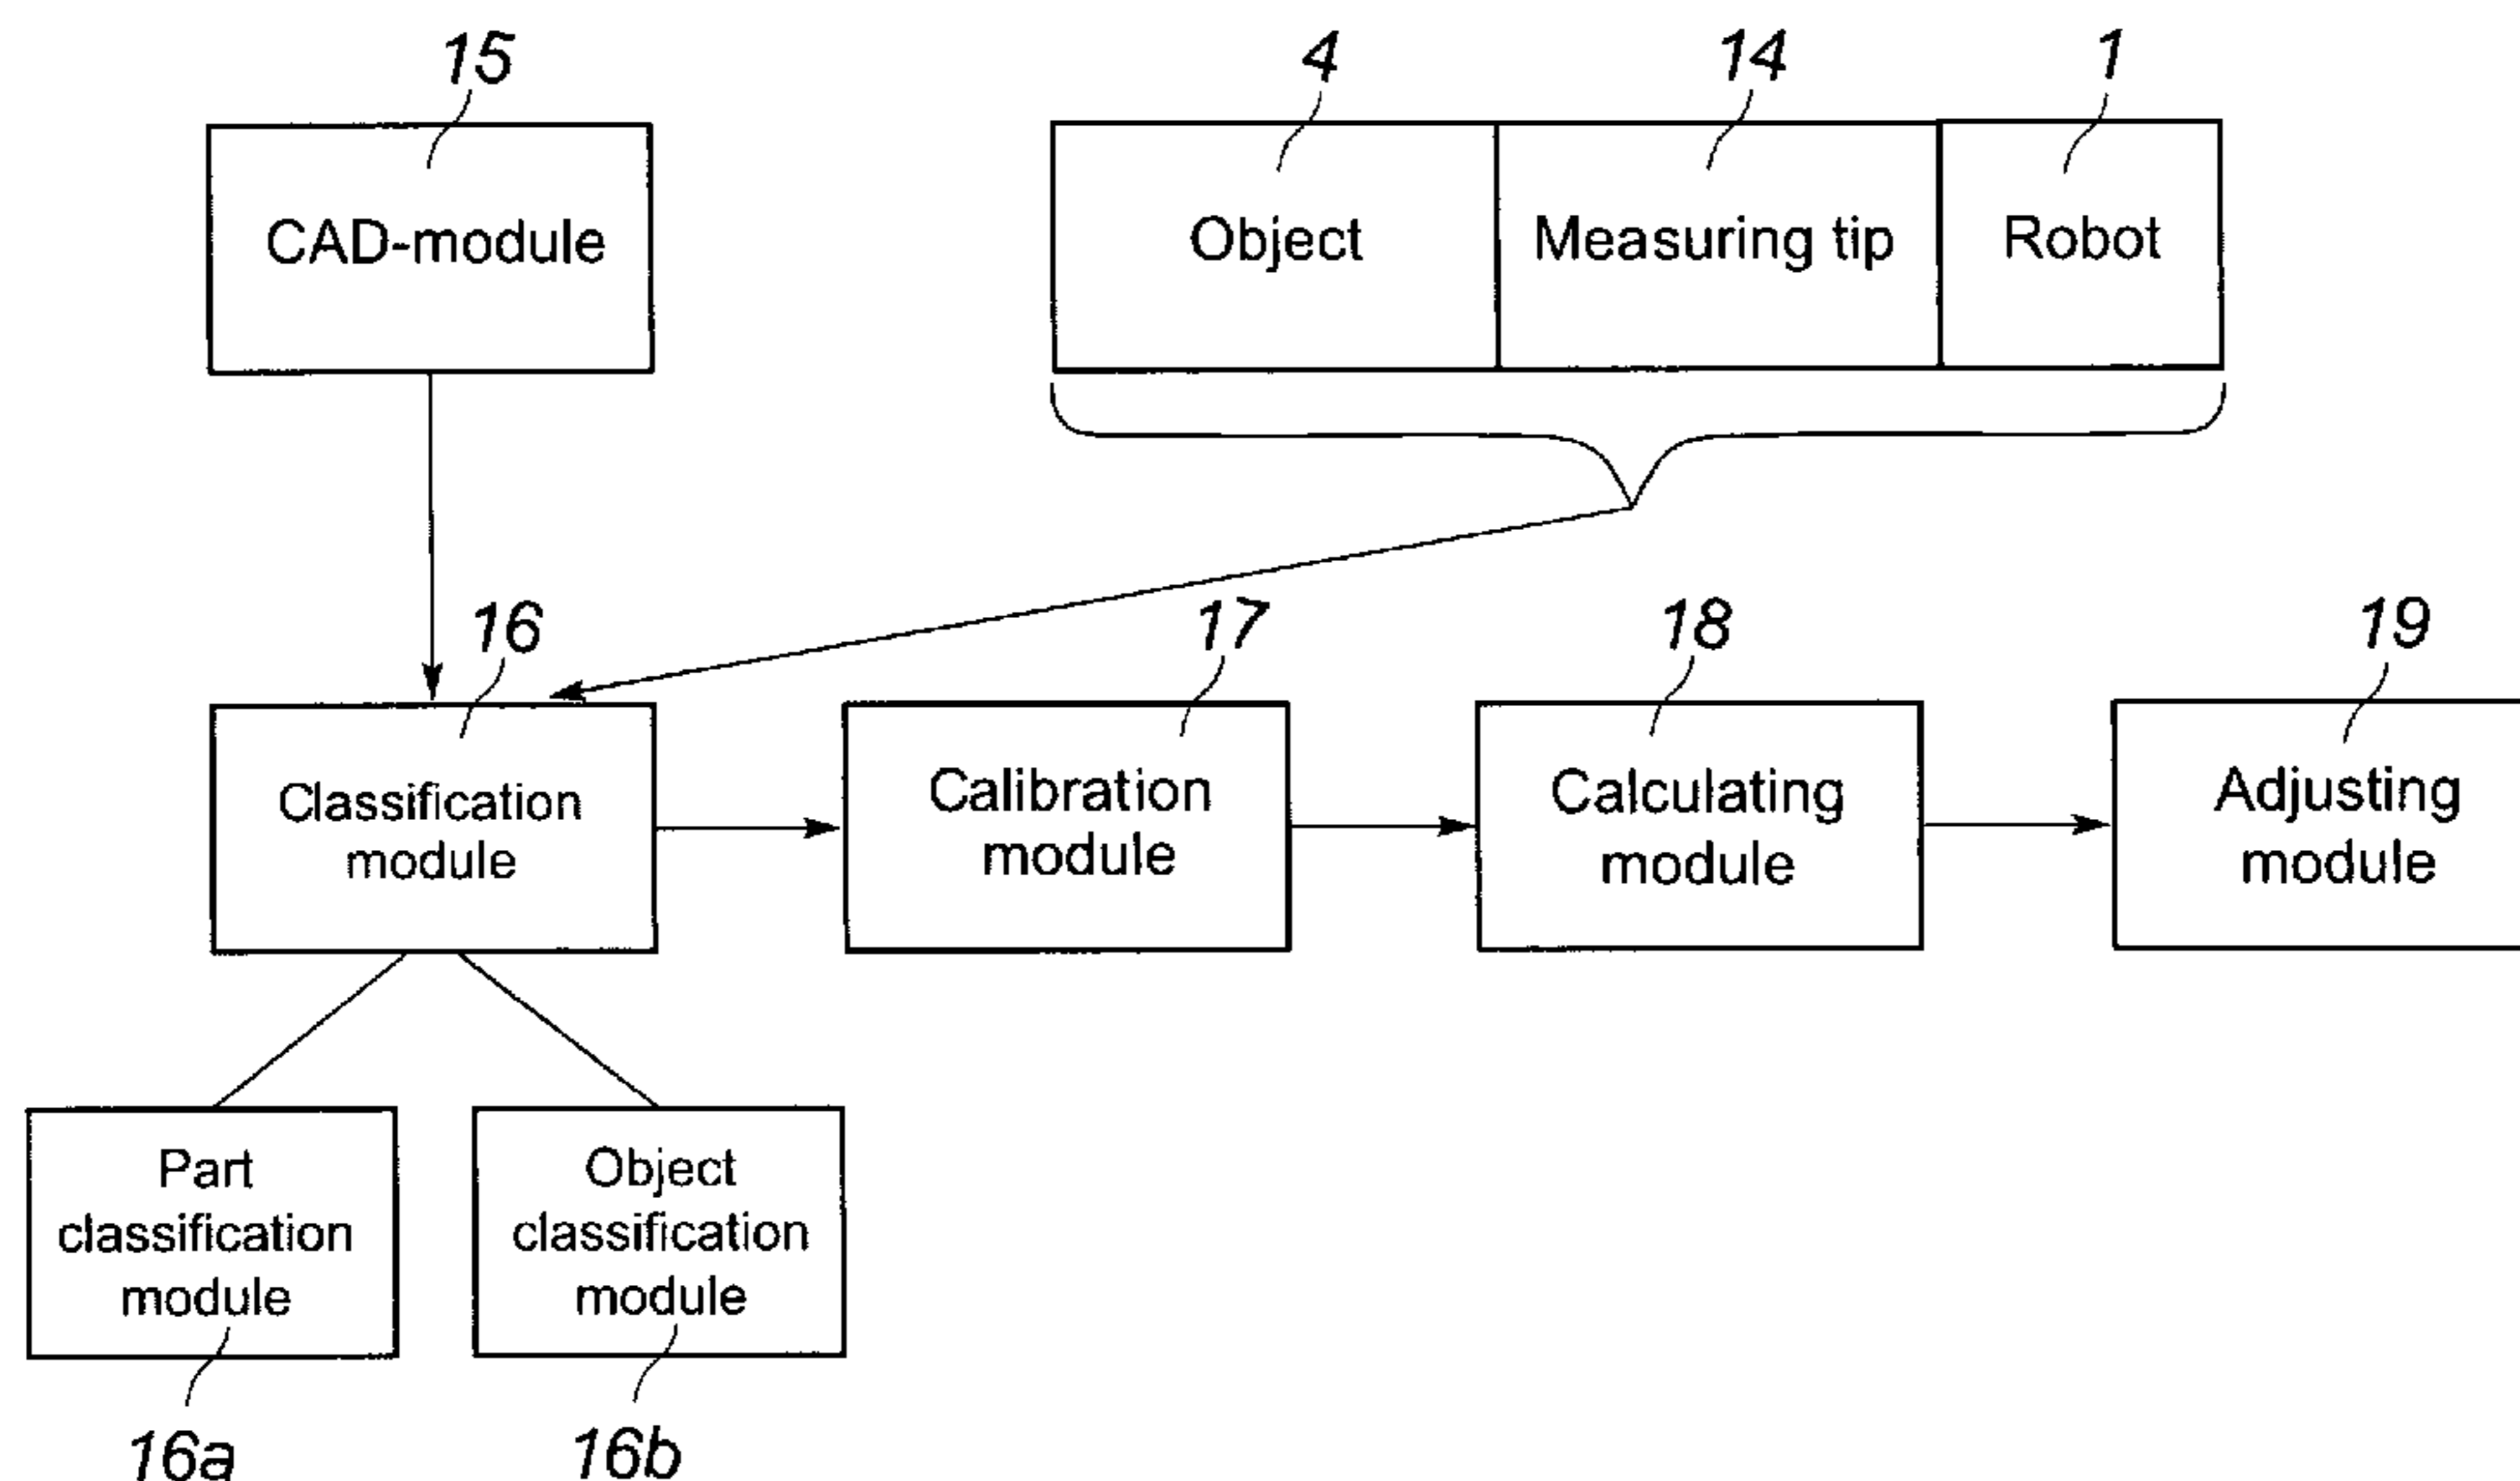 15
4
14
1
CAD-module
Object
Measuring tip
Robot
16
17
18
19
Classification
module
Calibration
module
Calculating
module
Adjusting
module
Part
classification
module
Object
classification
module
16a
16b